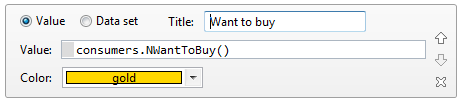 Value Data set Title: Want to buy
Value: consumers.NWantToBuy()
Color: gold